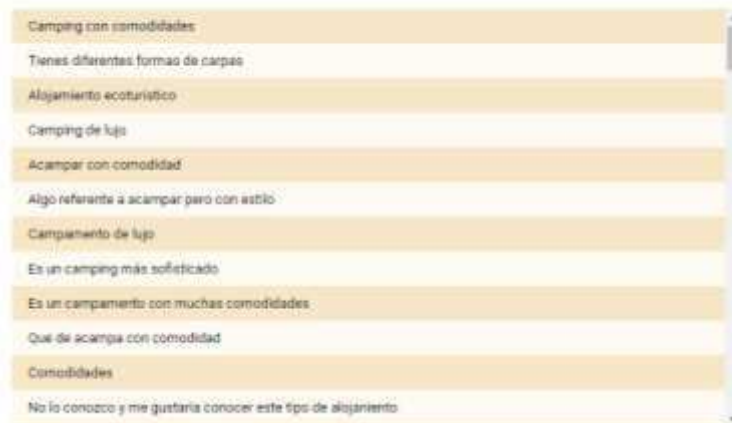 Camping con comodidades
Tienes diferentes formas de carpas
Alojamiento ecoturístico
Camping de lujo
Acampar con comodidad
Algo referente a acampar pero con estilo
Campamento de lujo
Es un camping más sofisticado
Es un campamento con muchas comodidades
Que de acampa con comodidad
Comodidades
No lo conozco y me gustaría conocer este tipo de alojamiento